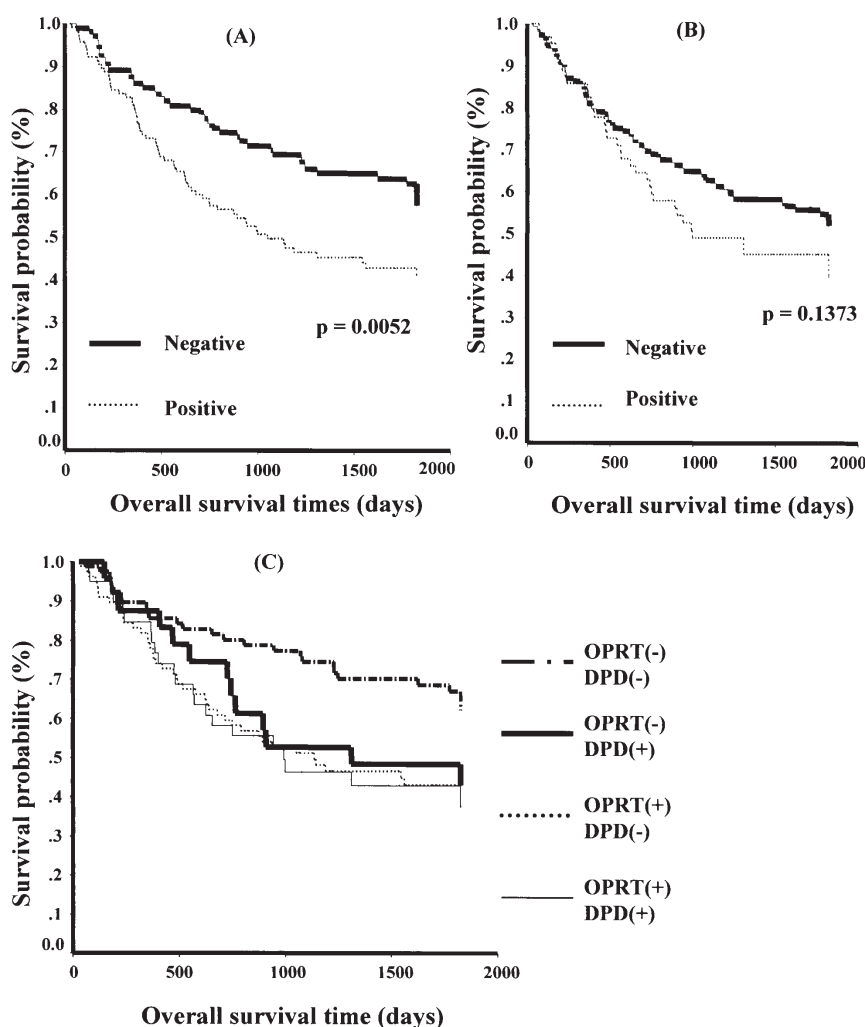 (A)
Survival probability (%)
1.0
.9
.8
.7
.6
.5
.4
.3
.2
.1
0.0
p = 0.0052
Negative
Positive
0
500
1000
1500
2000
Overall survival times (days)
(B)
Survival probability (%)
1.0
.9
.8
.7
.6
.5
.4
.3
.2
.1
0.0
p = 0.1373
Negative
Positive
0
500
1000
1500
2000
Overall survival time (days)
(C)
Survival probability (%)
1.0
.9
.8
.7
.6
.5
.4
.3
.2
.1
0.0
0
500
1000
1500
2000
Overall survival time (days)
OPRT(-)
DPD(-)
OPRT(-)
DPD(+)
OPRT(+)
DPD(-)
OPRT(+)
DPD(+)